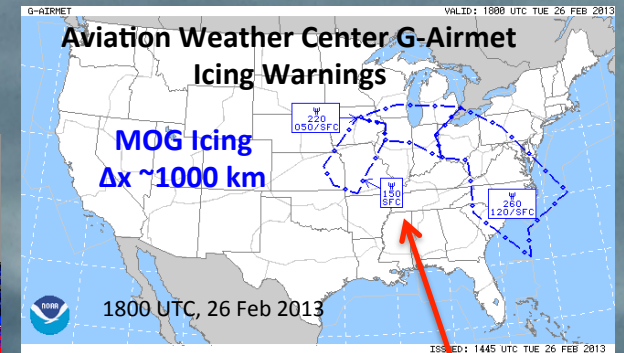 G-AIRMET
VALID: 1800 UTC TUE 26 FEB 2013
Aviation Weather Center G-Airmet
Icing Warnings
220
050/SFC
MOG Icing
Δx ~1000 km
150
SFC
260
120/SFC
NOAA
1800 UTC, 26 Feb 2013
ISSUED: 1445 UTC TUE 26 FEB 2013